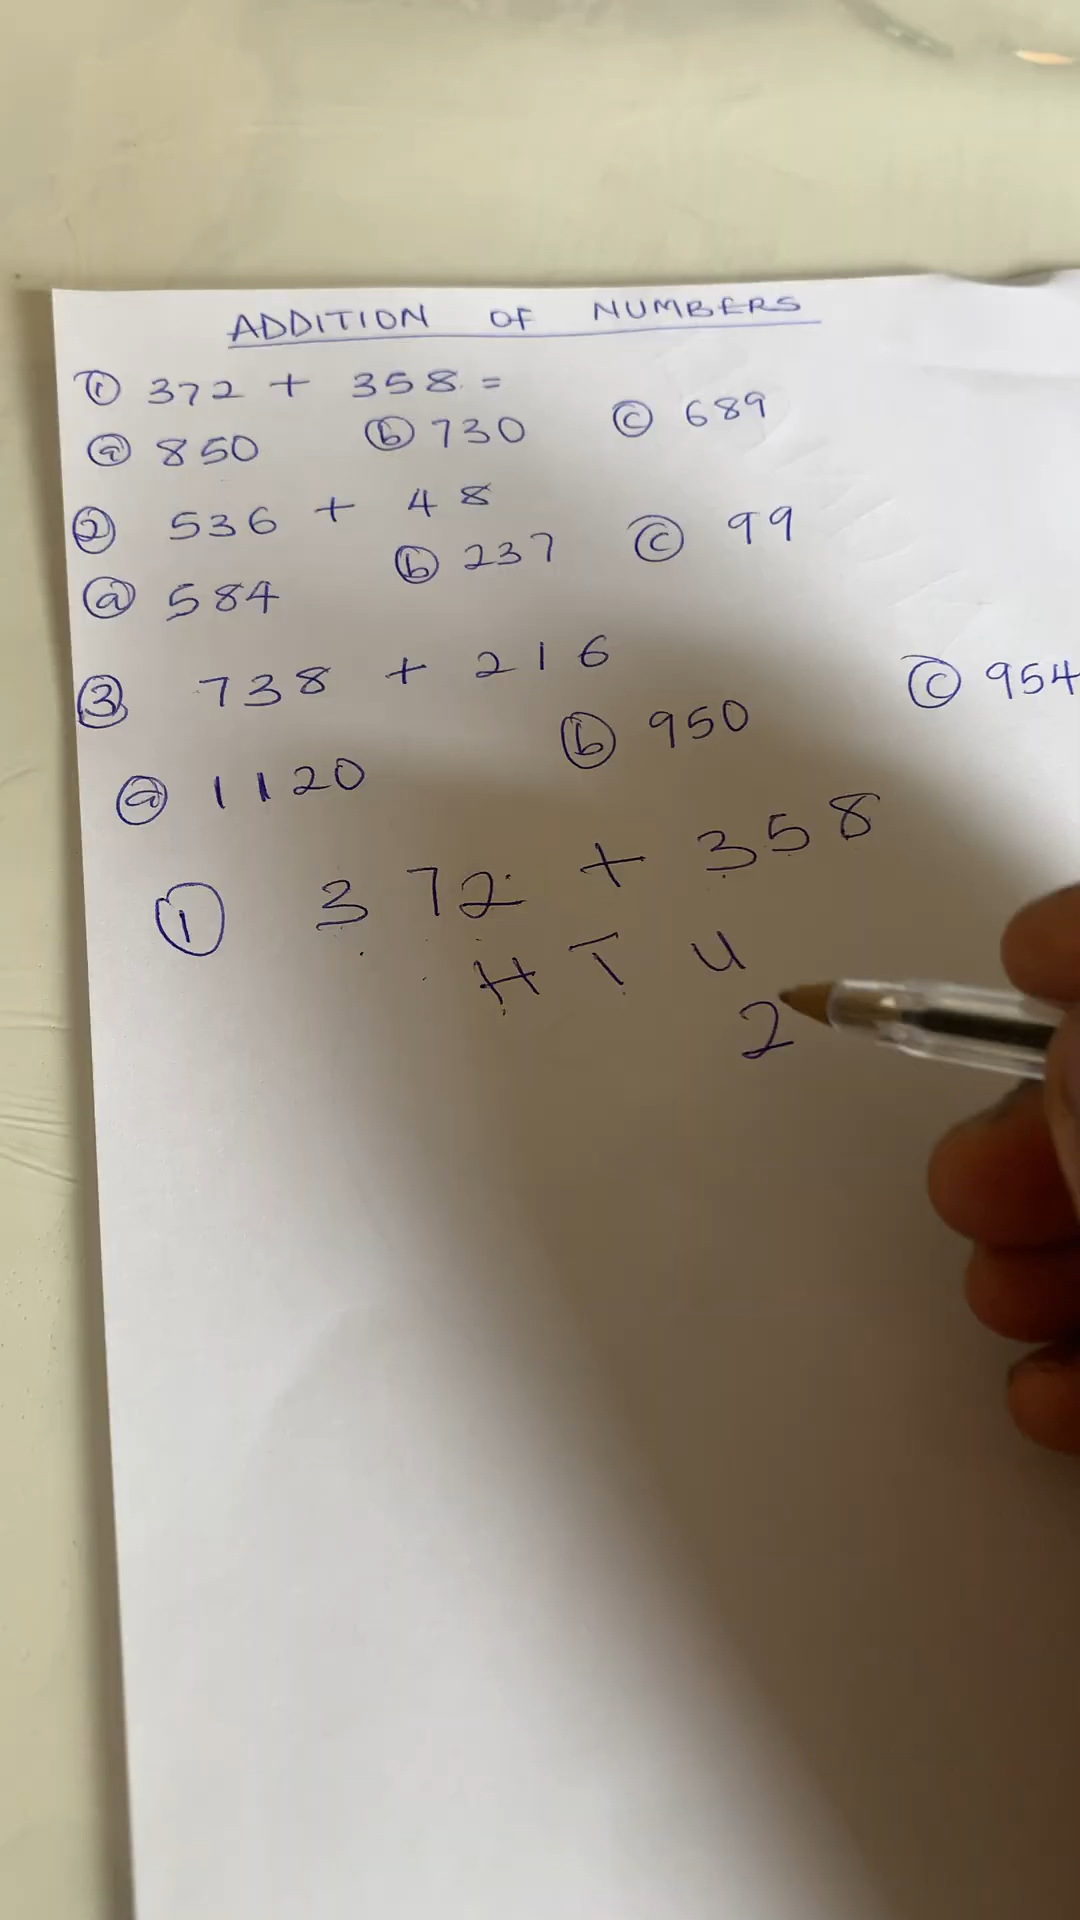 ADDITION OF NUMBERS
① 372 + 358 =
ⓐ 850 ⓑ 730 ⓒ 689
② 536 + 48
ⓐ 584 ⓑ 237 ⓒ 99
③ 738 + 216
ⓐ 1120 ⓑ 950 ⓒ 954
① 372 + 358
H T U
2